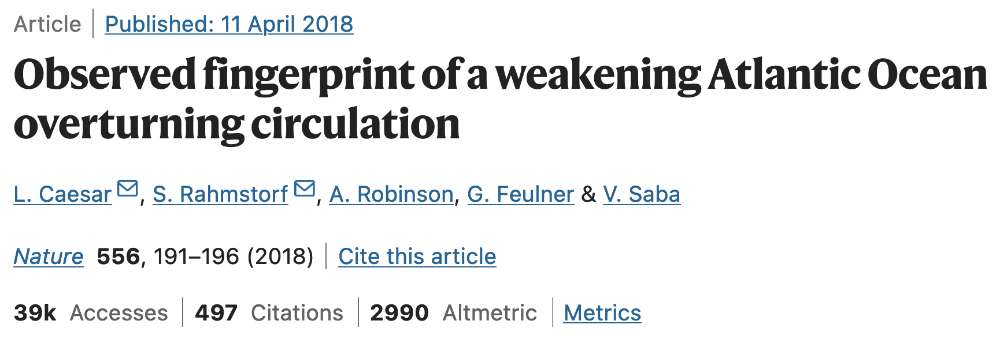 Article | Published: 11 April 2018
Observed fingerprint of a weakening Atlantic Ocean
overturning circulation
L. Caesar, S. Rahmstorf, A. Robinson, G. Feulner & V. Saba
Nature 556, 191–196 (2018) | Cite this article
39k Accesses | 497 Citations | 2990 Altmetric | Metrics